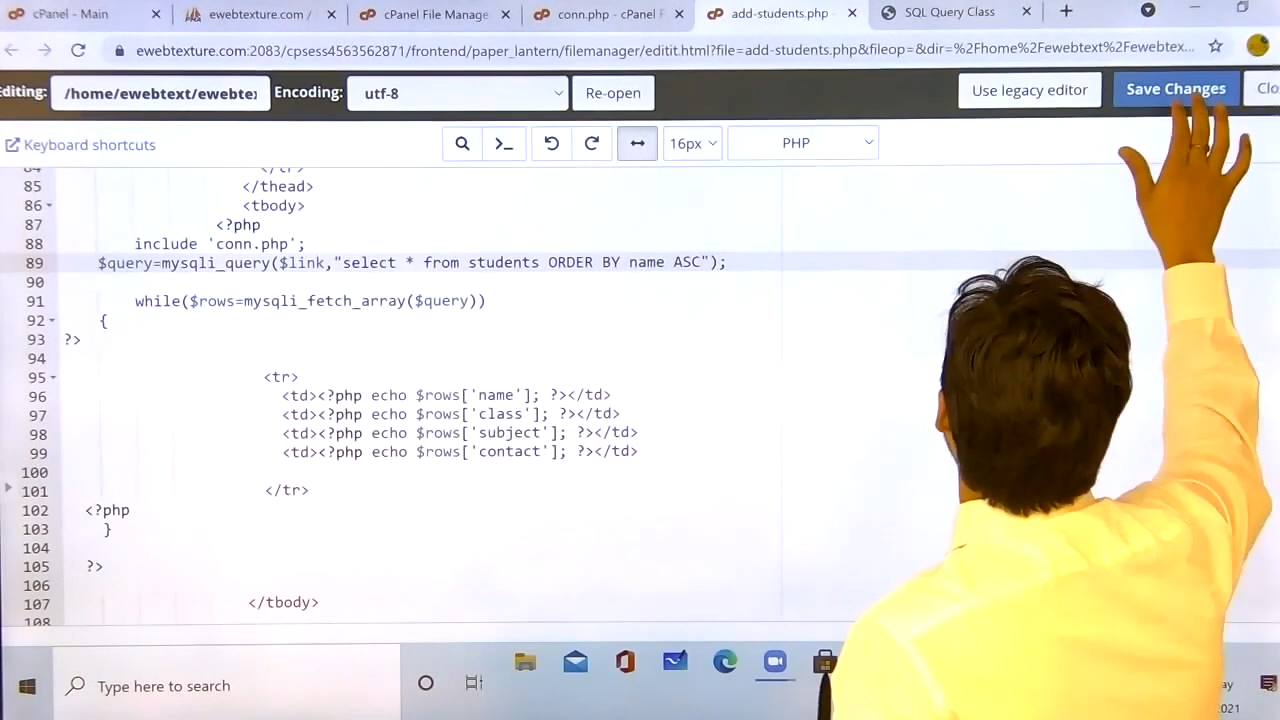 cPanel - Main
ewebtexture.com /
cPanel File Manage
conn.php - cPanel F
add-students.php -
SQL Query Class
ewebtexture.com:2083/cpsess4563562871/frontend/paper_lantern/filemanager/editit.html?file=add-students.php&fileop=&dir=%2Fhome%2Fewebtext%2Fewebtex...
Editing:
/home/ewebtext/ewebte
Encoding:
utf-8
Re-open
Use legacy editor
Save Changes
Clo
Keyboard shortcuts
16px
PHP
84 </tr>
85 </thead>
86 <tbody>
87 <?php
88 include 'conn.php';
89 $query=mysqli_query($link,"select * from students ORDER BY name ASC");
90
91 while($rows=mysqli_fetch_array($query))
92 {
93 ?>
94
95 <tr>
96 <td><?php echo $rows['name']; ?></td>
97 <td><?php echo $rows['class']; ?></td>
98 <td><?php echo $rows['subject']; ?></td>
99 <td><?php echo $rows['contact']; ?></td>
100
101 </tr>
102 <?php
103 }
104
105 ?>
106
107 </tbody>
108
Type here to search
ay
2021